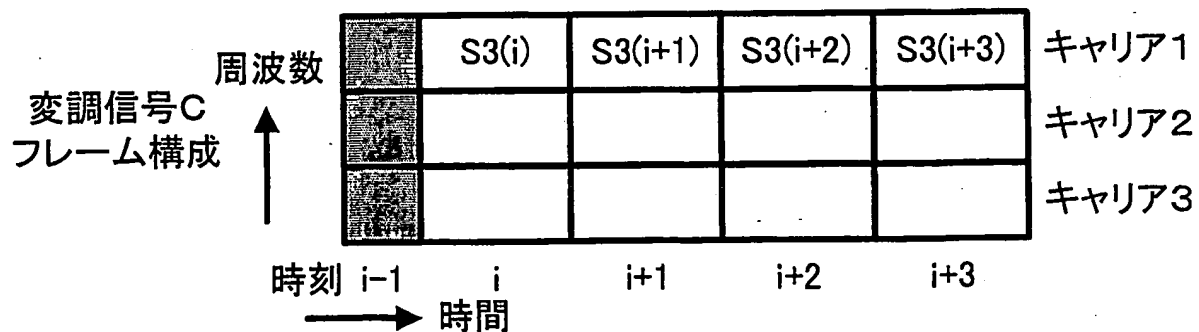 周波数
変調信号C
フレーム構成
S3(i) S3(i+1) S3(i+2) S3(i+3) キャリア1
キャリア2
キャリア3
時刻 i-1 i i+1 i+2 i+3
時間